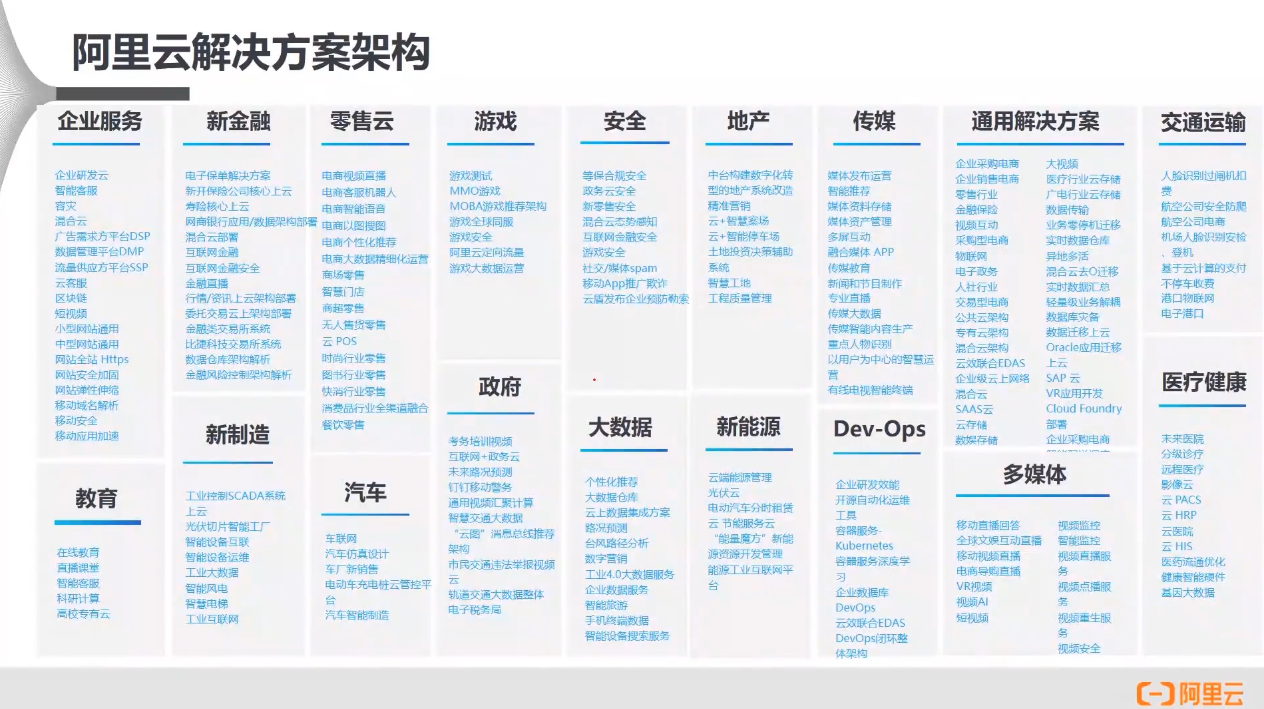 阿里云解决方案架构
企业服务
企业研发云
智能客服
容灾
混合云
广告需求方平台DSP
数据管理平台DMP
流量供应方平台SSP
云客服
区块链
短视频
小型网站通用
中型网站通用
网站全站 Https
网站安全加固
网站弹性伸缩
移动域名解析
移动安全
移动应用加速
教育
在线教育
直播课堂
智能客服
科研计算
高校专有云
新金融
电子保单解决方案
新开保险公司核心上云
寿险核心上云
网商银行应用/数据架构部署
混合云部署
互联网金融
互联网金融安全
金融直播
行情/资讯上云架构部署
委托交易云上架构部署
金融类交易所系统
比捷科技交易所系统
数据仓库架构解析
金融风险控制架构解析
新制造
工业控制SCADA系统
上云
光伏切片智能工厂
智能设备互联
智能设备运维
工业大数据
智能风电
智慧电梯
工业互联网
零售云
电商视频直播
电商客服机器人
电商智能语音
电商以图搜图
电商个性化推荐
电商大数据精细化运营
商场零售
智慧门店
商超零售
无人售货零售
云 POS
时尚行业零售
图书行业零售
快消行业零售
消费品行业全渠道融合
餐饮零售
汽车
车联网
汽车仿真设计
车厂新销售
电动车充电桩云管控平
台
汽车智能制造
游戏
游戏测试
MMO游戏
MOBA游戏推荐架构
游戏全球同服
游戏安全
阿里云定向流量
游戏大数据运营
政府
考务培训视频
互联网+政务云
未来路况预测
钉钉移动警务
通用视频汇聚计算
智慧交通大数据
“云图”消息总线推荐
架构
市民交通违法举报视频
云
轨道交通大数据整体
电子税务局
安全
等保合规安全
政务云安全
新零售安全
混合云态势感知
互联网金融安全
游戏安全
社交/媒体spam
移动App推广欺诈
云盾发布企业预防勒索
大数据
个性化推荐
大数据仓库
云上数据集成方案
路况预测
台风路径分析
数字营销
工业4.0大数据服务
企业数据服务
智能旅游
手机终端数据
智能设备搜索服务
地产
中台构建数字化转
型的地产系统改造
精准营销
云+智慧案场
云+智能停车场
土地投资决策辅助
系统
智慧工地
工程质量管理
新能源
云端能源管理
光伏云
电动汽车分时租赁
云 节能服务云
“能量魔方”新能
源资源开发管理
能源工业互联网平
台
传媒
媒体发布运营
智能推荐
媒体资料存储
媒体资产管理
多屏互动
融合媒体 APP
传媒教育
新闻和节目制作
专业直播
传媒大数据
传媒智能内容生产
重点人物识别
以用户为中心的智慧运
营
有线电视智能终端
Dev-Ops
企业研发效能
开源自动化运维
工具
容器服务-
Kubernetes
容器服务深度学
习
企业数据库
DevOps
云效联合EDAS
DevOps闭环整
体架构
通用解决方案
企业采购电商
企业销售电商
零售行业
金融保险
视频互动
采购型电商
物联网
电子政务
人社行业
交易型电商
公共云架构
专有云架构
混合云架构
云效联合EDAS
企业级云上网络
混合云
SAAS云
云存储
数媒存储
大视频
医疗行业云存储
广电行业云存储
数据传输
业务零停机迁移
实时数据仓库
异地多活
混合云去O迁移
实时数据汇总
轻量级业务解耦
数据库灾备
数据迁移上云
Oracle应用迁移
上云
SAP 云
VR应用开发
Cloud Foundry
部署
企业采购电商
多媒体
移动直播回答
全球文娱互动直播
移动视频直播
电商导购直播
VR视频
视频AI
短视频
视频监控
智能监控
视频直播服
务
视频点播服
务
视频重生服
务
视频安全
交通运输
人脸识别过闸机扣
费
航空公司安全防爬
航空公司电商
机场人脸识别安检
、登机
基于云计算的支付
不停车收费
港口物联网
电子港口
医疗健康
未来医院
分级诊疗
远程医疗
影像云
云 PACS
云 HRP
云医院
云 HIS
医药流通优化
健康智能硬件
基因大数据
阿里云